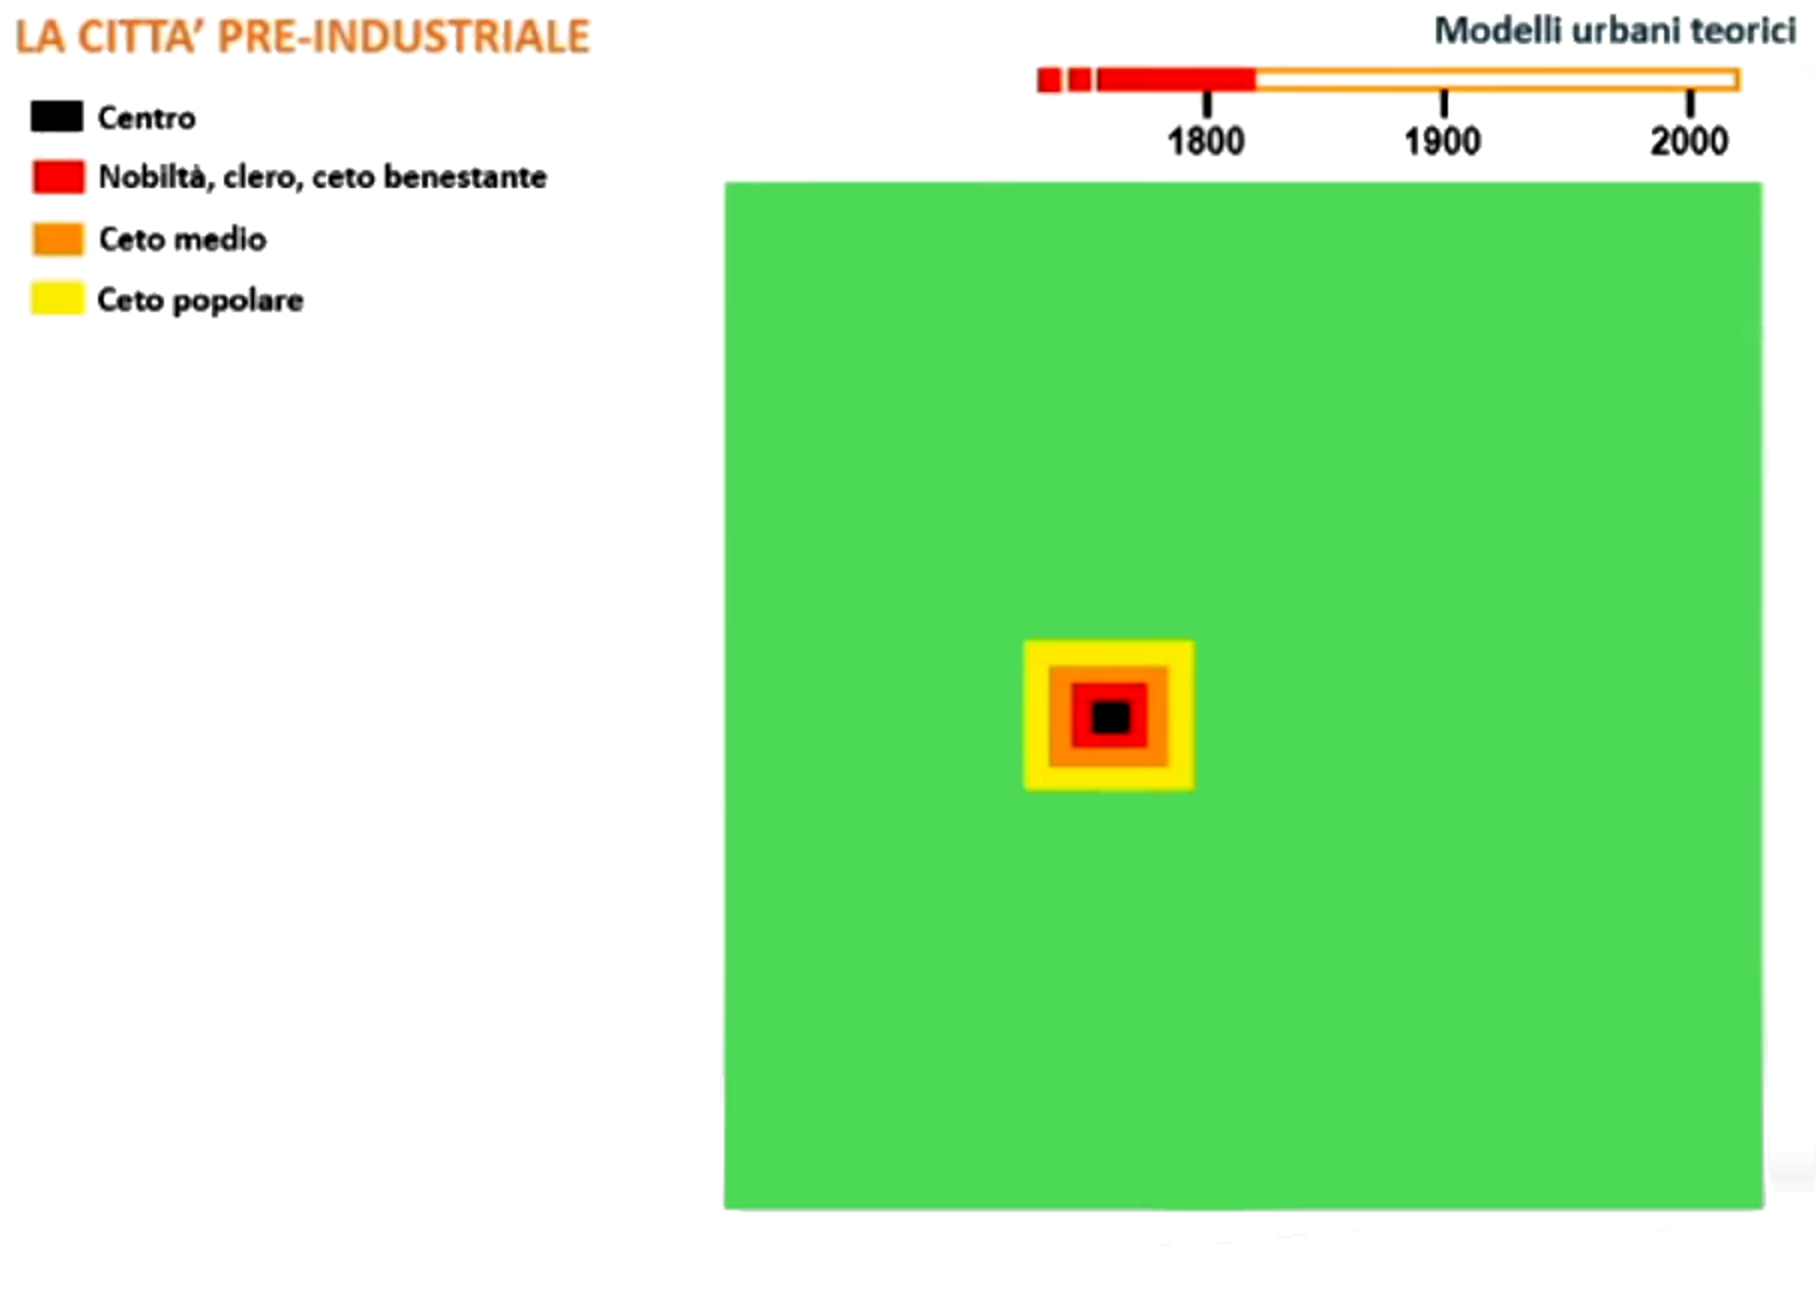 LA CITTA’ PRE-INDUSTRIALE
Modelli urbani teorici
Centro
Nobiltà, clero, ceto benestante
Ceto medio
Ceto popolare
1800 1900 2000